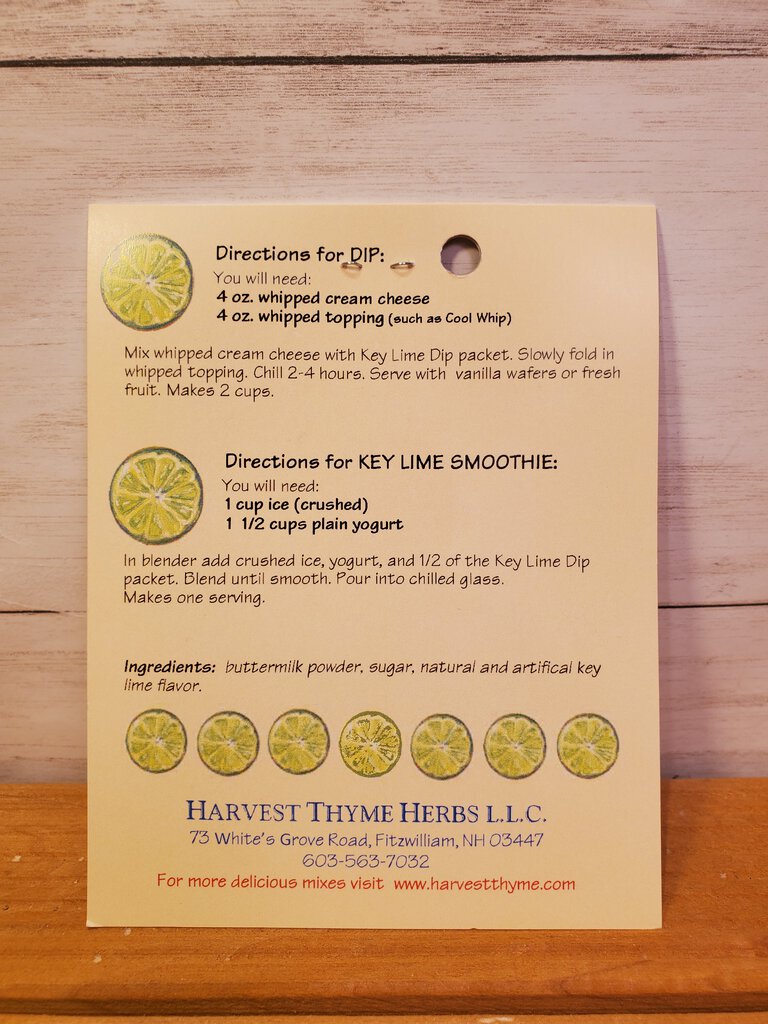 Directions for DIP:
You will need:
4 oz. whipped cream cheese
4 oz. whipped topping (such as Cool Whip)
Mix whipped cream cheese with Key Lime Dip packet. Slowly fold in
whipped topping. Chill 2-4 hours. Serve with vanilla wafers or fresh
fruit. Makes 2 cups.
Directions for KEY LIME SMOOTHIE:
You will need:
1 cup ice (crushed)
1 1/2 cups plain yogurt
In blender add crushed ice, yogurt, and 1/2 of the Key Lime Dip
packet. Blend until smooth. Pour into chilled glass.
Makes one serving.
Ingredients: buttermilk powder, sugar, natural and artifical key
lime flavor.
HARVEST THYME HERBS L.L.C.
73 White's Grove Road, Fitzwilliam, NH 03447
603-563-7032
For more delicious mixes visit www.harvestthyme.com